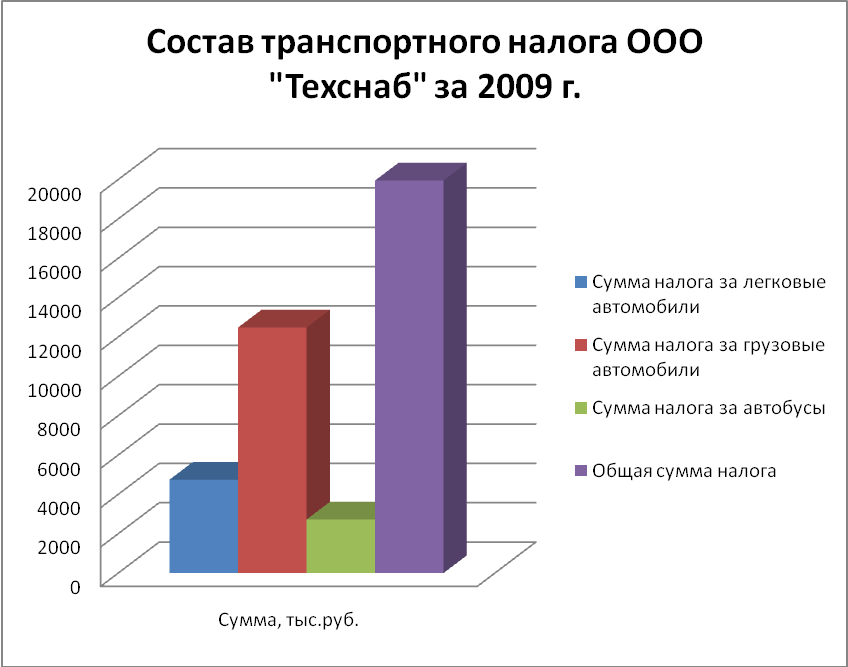 Состав транспортного налога ООО
"Техснаб" за 2009 г.
20000
18000
16000
14000
12000
10000
8000
6000
4000
2000
0
Сумма, тыс.руб.
Сумма налога за легковые
автомобили
Сумма налога за грузовые
автомобили
Сумма налога за автобусы
Общая сумма налога